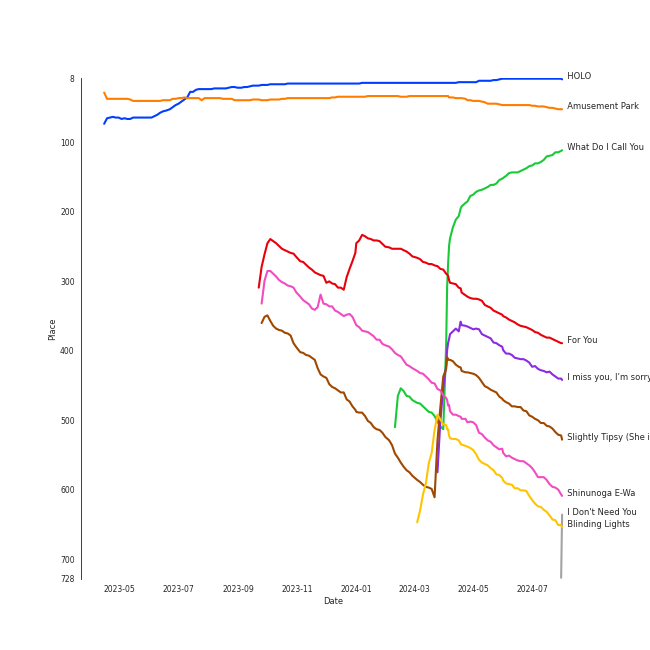 8
HOLO
Amusement Park
100
What Do I Call You
200
300
Place
For You
400
I miss you, I'm sorry
Slightly Tipsy (She i
500
Shinunoga E-Wa
600
I Don't Need You
Blinding Lights
700
728
2023-05 2023-07 2023-09 2023-11 2024-01 2024-03 2024-05 2024-07
Date